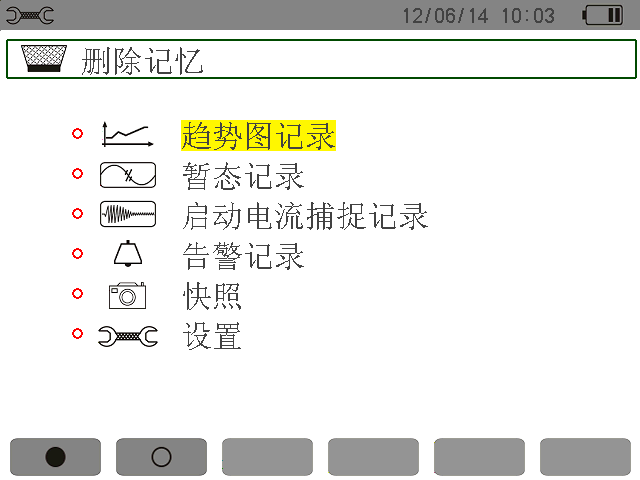 12/06/14 10:03
删除记忆
趋势图记录
暂态记录
启动电流捕捉记录
告警记录
快照
设置